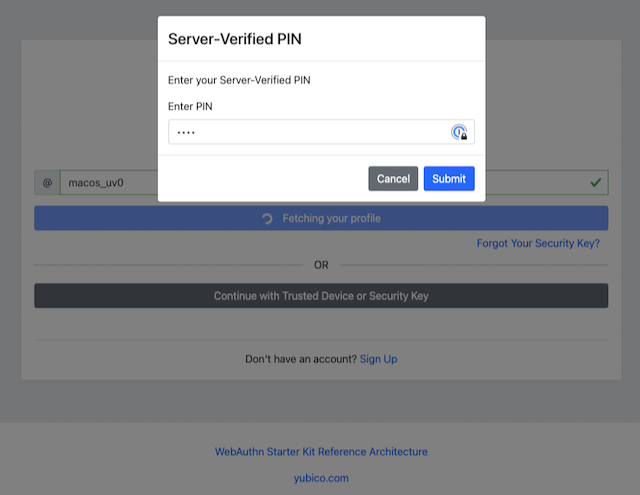 Server-Verified PIN
Enter your Server-Verified PIN
Enter PIN
••••
Cancel Submit
@ macos_uv0
Fetching your profile
Forgot Your Security Key?
OR
Continue with Trusted Device or Security Key
Don't have an account? Sign Up
WebAuthn Starter Kit Reference Architecture
yubico.com